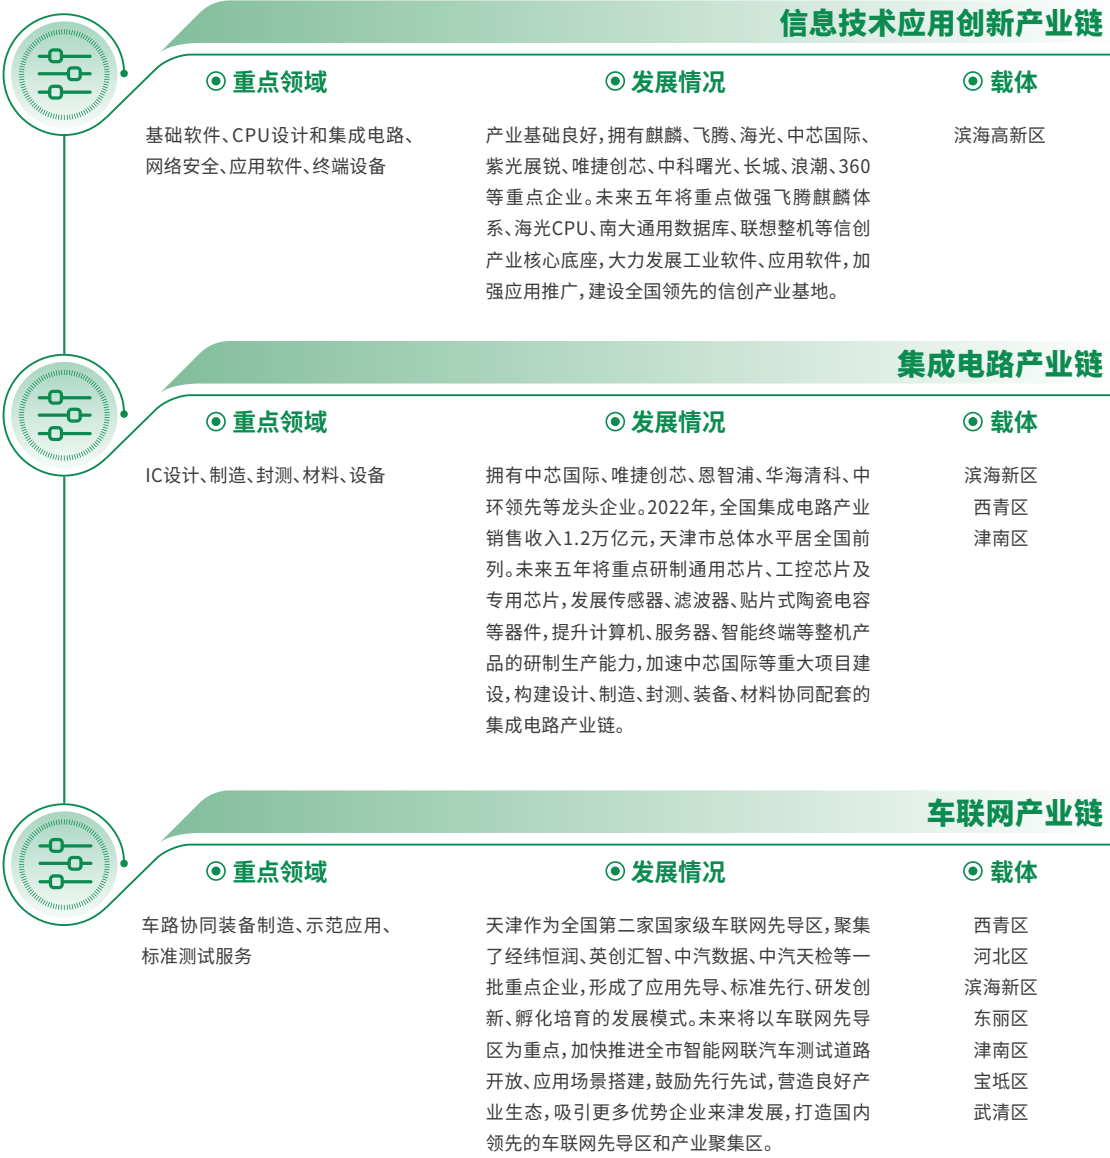 信息技术应用创新产业链
重点领域
基础软件、CPU设计和集成电路、
网络安全、应用软件、终端设备
发展情况
产业基础良好,拥有麒麟、飞腾、海光、中芯国际、
紫光展锐、唯捷创芯、中科曙光、长城、浪潮、360
等重点企业。未来五年将重点做强飞腾麒麟体
系、海光CPU、南大通用数据库、联想整机等信创
产业核心底座,大力发展工业软件、应用软件,加
强应用推广,建设全国领先的信创产业基地。
载体
滨海高新区
集成电路产业链
重点领域
IC设计、制造、封测、材料、设备
发展情况
拥有中芯国际、唯捷创芯、恩智浦、华海清科、中
环领先等龙头企业。2022年,全国集成电路产业
销售收入1.2万亿元,天津市总体水平居全国前
列。未来五年将重点研制通用芯片、工控芯片及
专用芯片,发展传感器、滤波器、贴片式陶瓷电容
等器件,提升计算机、服务器、智能终端等整机产
品的研制生产能力,加速中芯国际等重大项目建
设,构建设计、制造、封测、装备、材料协同配套的
集成电路产业链。
载体
滨海新区
西青区
津南区
车联网产业链
重点领域
车路协同装备制造、示范应用、
标准测试服务
发展情况
天津作为全国第二家国家级车联网先导区,聚集
了经纬恒润、英创汇智、中汽数据、中汽天检等一
批重点企业,形成了应用先导、标准先行、研发创
新、孵化培育的发展模式。未来将以车联网先导
区为重点,加快推进全市智能网联汽车测试道路
开放、应用场景搭建,鼓励先行先试,营造良好产
业生态,吸引更多优势企业来津发展,打造国内
领先的车联网先导区和产业聚集区。
载体
西青区
河北区
滨海新区
东丽区
津南区
宝坻区
武清区